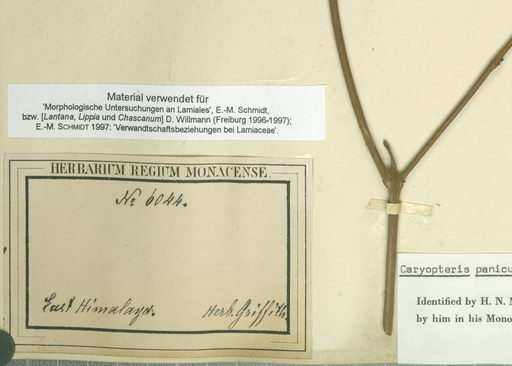 Material verwendet für
'Morphologische Untersuchungen an Lamiales', E.-M. Schmidt,
bzw. [Lantana, Lippia und Chascanum] D. Willmann (Freiburg 1996-1997);
E.-M. SCHMIDT 1997: 'Verwandtschaftsbeziehungen bei Lamiaceae'.
HERBARIUM REGIUM MONACENSE.
No. 6044.
East Himalaya. Herb. Griffith.
Caryopteris panicu
Identified by H. N. M
by him in his Mono